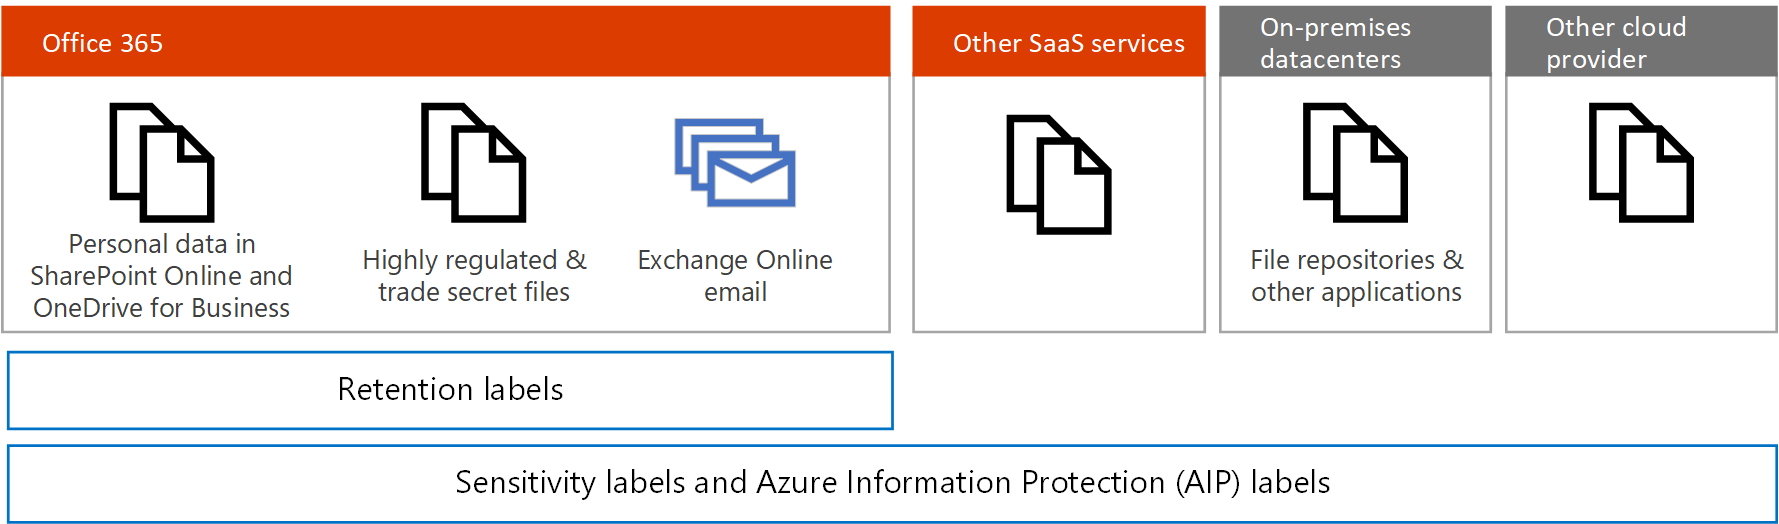 Office 365
Other SaaS services
On-premises
datacenters
Other cloud
provider
Personal data in
SharePoint Online and
OneDrive for Business
Highly regulated &
trade secret files
Exchange Online
email
File repositories &
other applications
Retention labels
Sensitivity labels and Azure Information Protection (AIP) labels